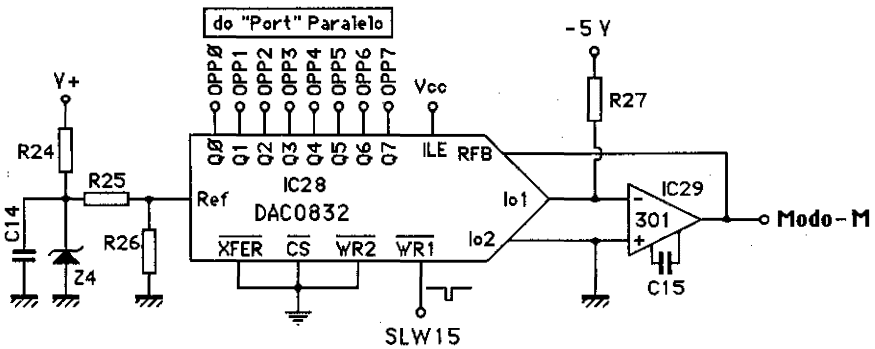 do "Port" Paralelo
OPPØ OPP1 OPP2 OPP3 OPP4 OPP5 OPP6 OPP7
Vcc
-5 V
V+
R24
R25
R26
C14
Z4
Q0 Q1 Q2 Q3 Q4 Q5 Q6 Q7
ILE
RFB
Ref
IC28
DAC0832
Io1
Io2
XFER CS WR2 WR1
SLW15
R27
IC29
-
301
+
C15
Modo-M